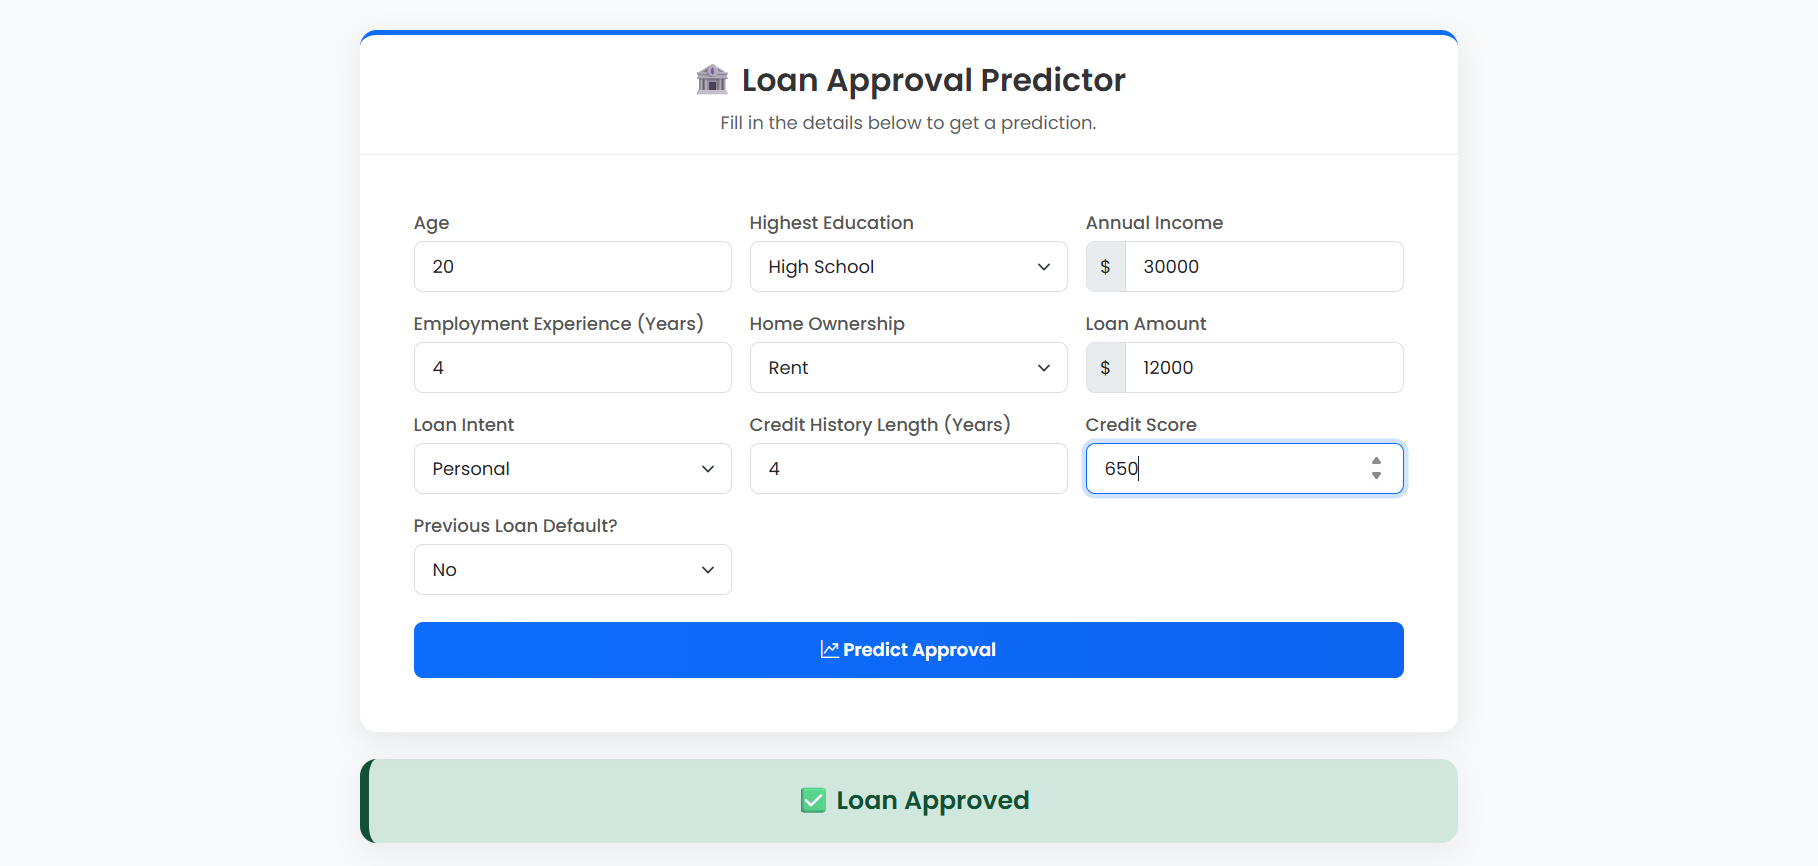 Loan Approval Predictor
Fill in the details below to get a prediction.
Age
Highest Education
Annual Income
20
High School
$ 30000
Employment Experience (Years)
Home Ownership
Loan Amount
4
Rent
$ 12000
Loan Intent
Credit History Length (Years)
Credit Score
Personal
4
650
Previous Loan Default?
No
Predict Approval
Loan Approved